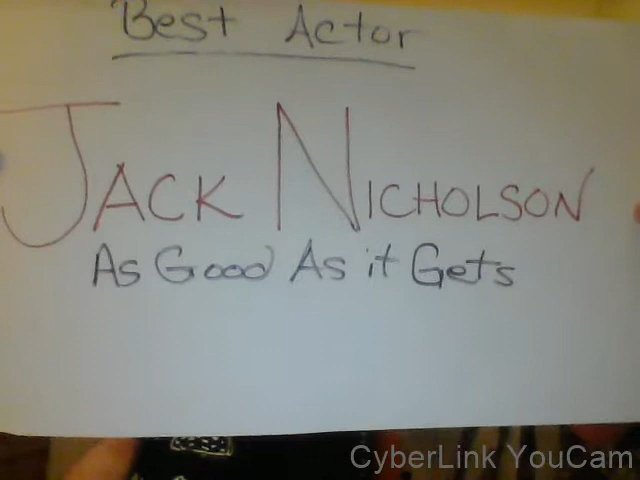 Best Actor
JACK NICHOLSON
As Good As it Gets
CyberLink YouCam